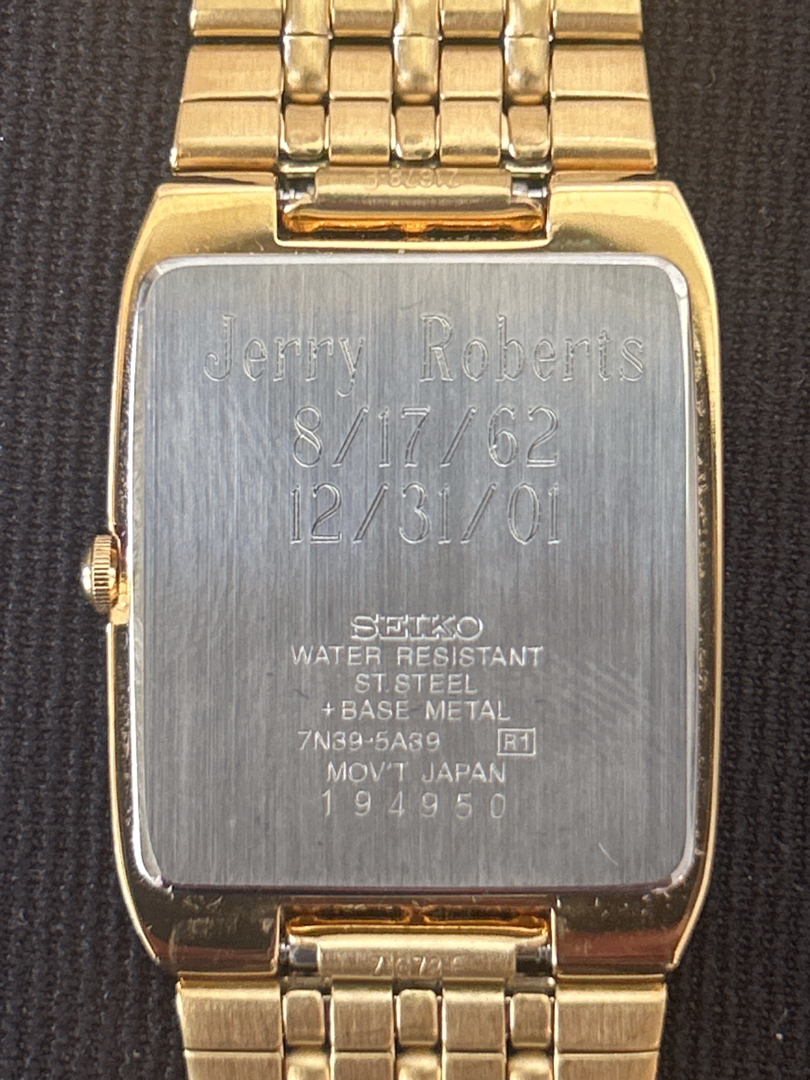 Jerry Roberts
8/17/62
12/31/01
SEIKO
WATER RESISTANT
ST.STEEL
+BASE METAL
7N39-5A39 R1
MOV'T JAPAN
194950